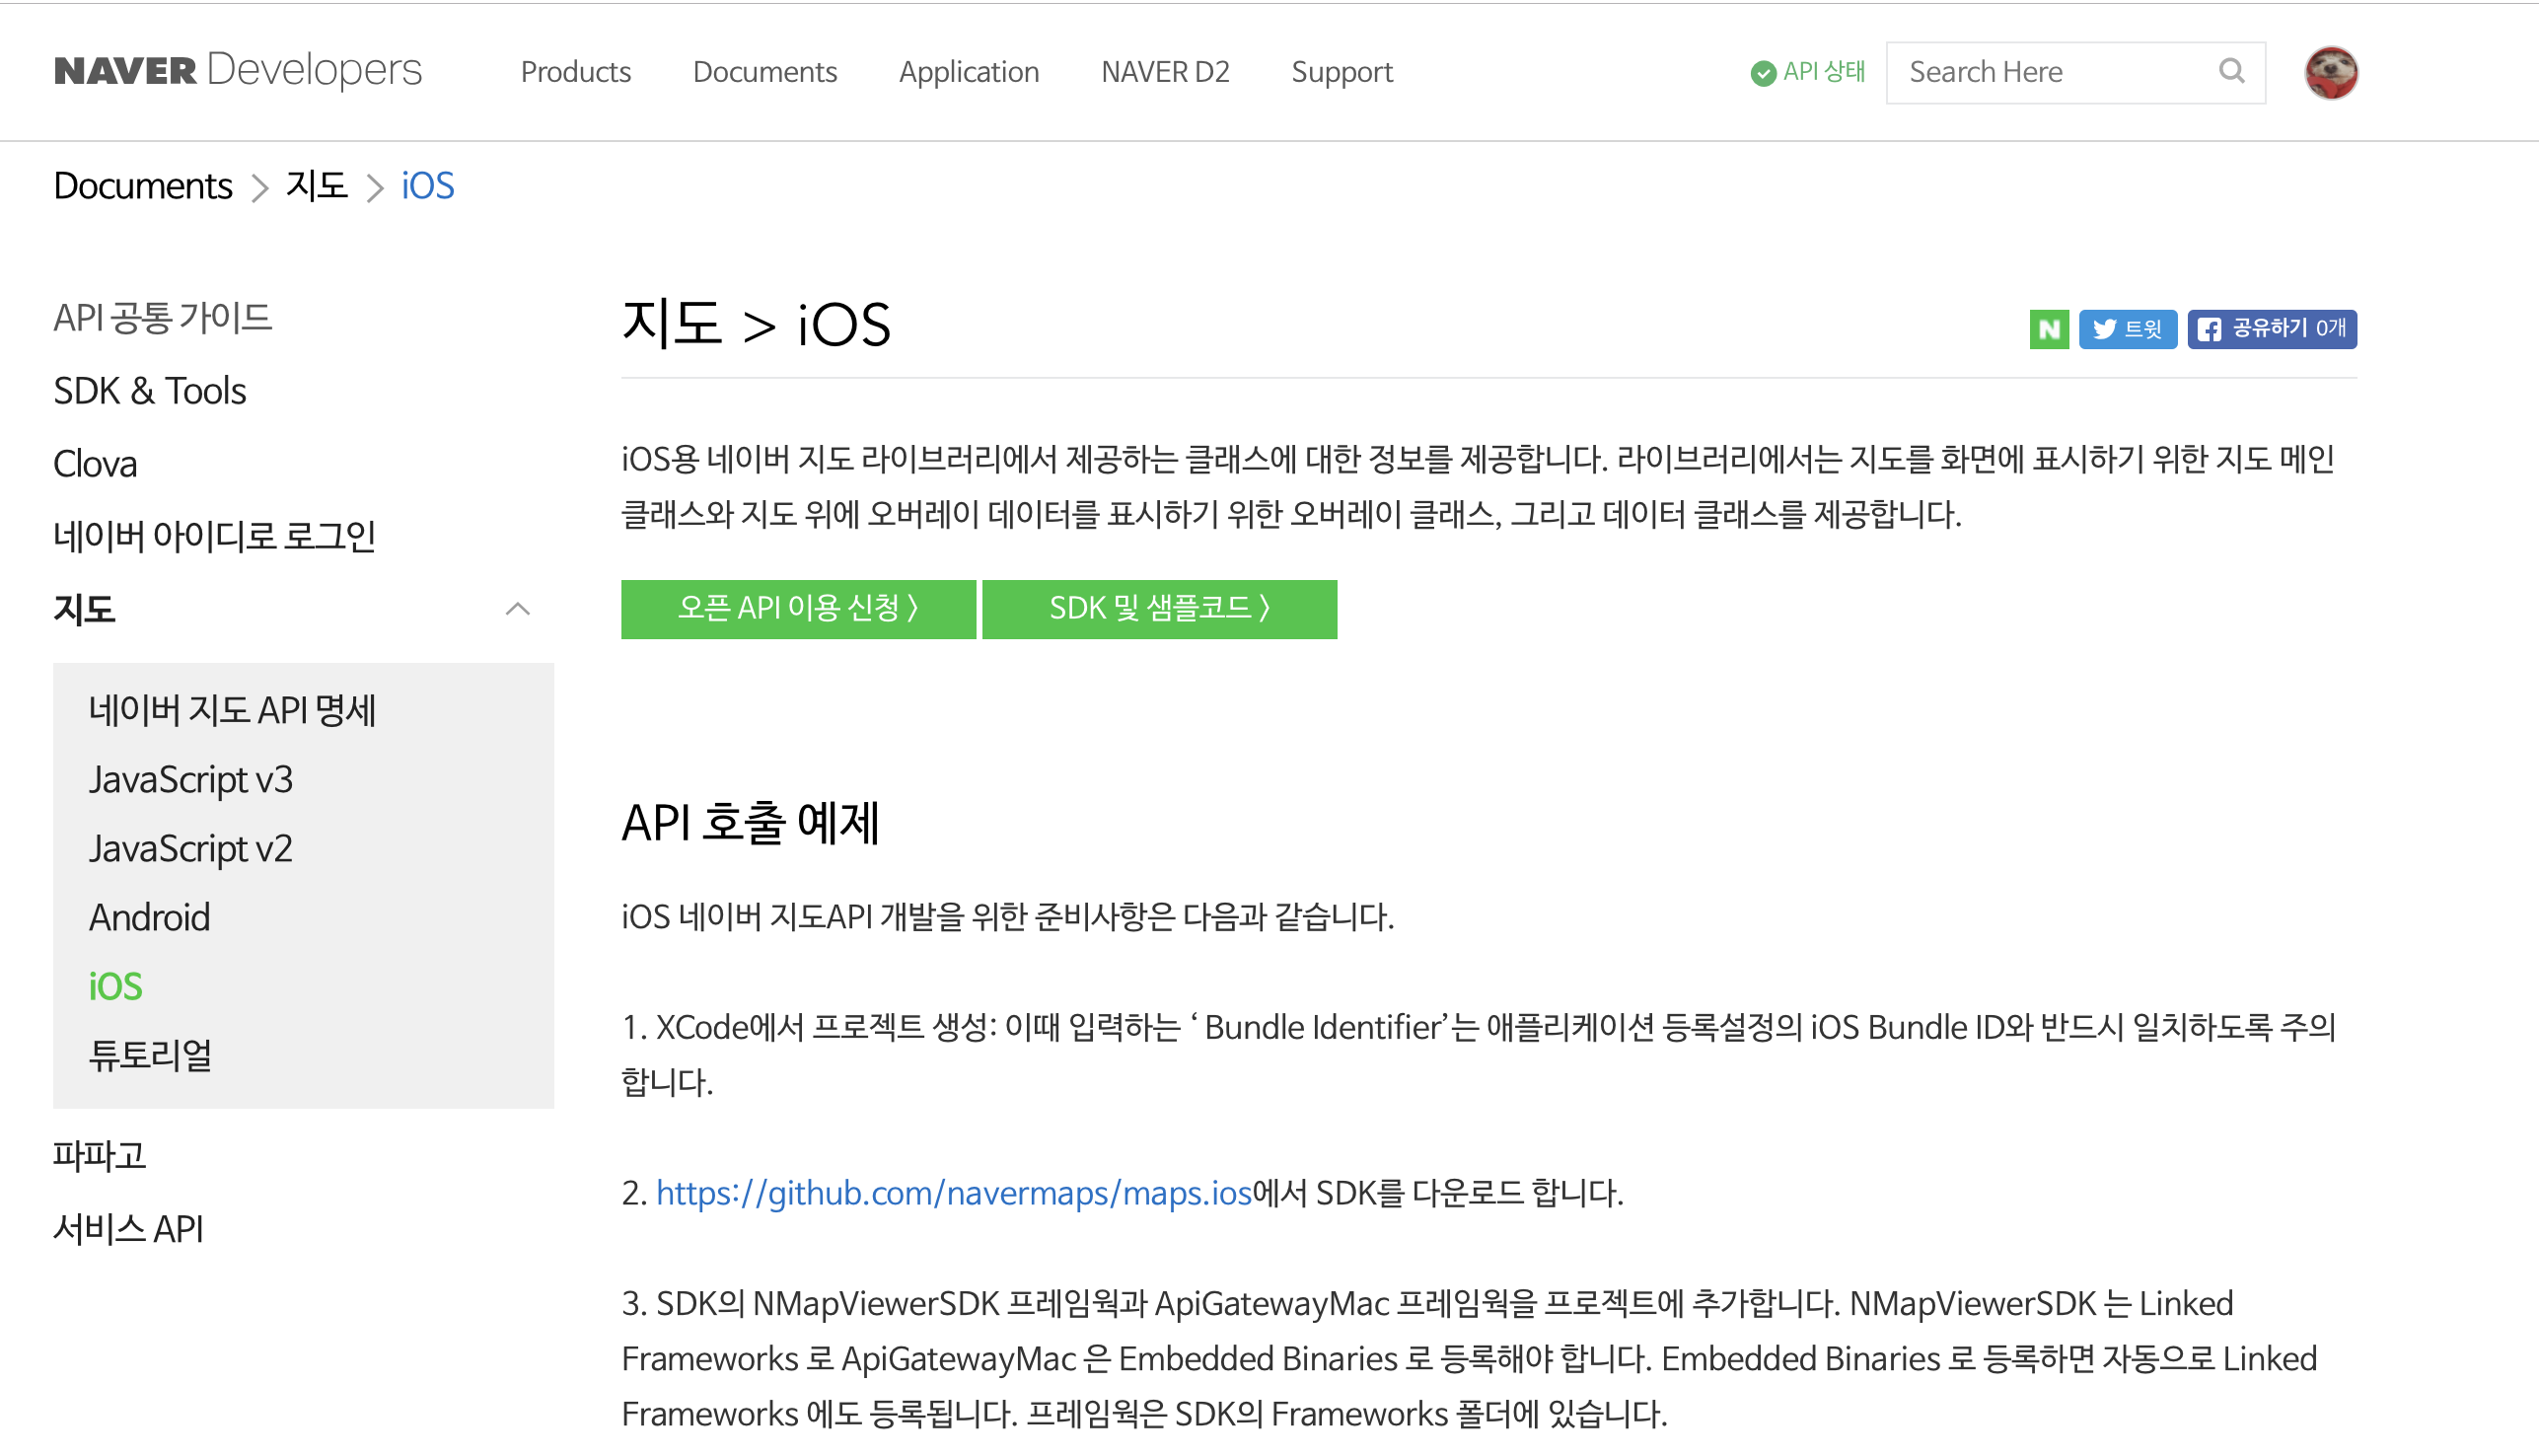 NAVER Developers
Products
Documents
Application
NAVER D2
Support
API 상태
Search Here
Documents > 지도 > iOS
API 공통 가이드
SDK & Tools
Clova
네이버 아이디로 로그인
지도
네이버 지도 API 명세
JavaScript v3
JavaScript v2
Android
iOS
튜토리얼
파파고
서비스 API
지도 > iOS
N
트윗
공유하기 0개
iOS용 네이버 지도 라이브러리에서 제공하는 클래스에 대한 정보를 제공합니다. 라이브러리에서는 지도를 화면에 표시하기 위한 지도 메인
클래스와 지도 위에 오버레이 데이터를 표시하기 위한 오버레이 클래스, 그리고 데이터 클래스를 제공합니다.
오픈 API 이용 신청 〉
SDK 및 샘플코드 〉
API 호출 예제
iOS 네이버 지도API 개발을 위한 준비사항은 다음과 같습니다.
1. XCode에서 프로젝트 생성: 이때 입력하는 ‘ Bundle Identifier’는 애플리케이션 등록설정의 iOS Bundle ID와 반드시 일치하도록 주의
합니다.
2. https://github.com/navermaps/maps.ios에서 SDK를 다운로드 합니다.
3. SDK의 NMapViewerSDK 프레임웍과 ApiGatewayMac 프레임웍을 프로젝트에 추가합니다. NMapViewerSDK 는 Linked
Frameworks 로 ApiGatewayMac 은 Embedded Binaries 로 등록해야 합니다. Embedded Binaries 로 등록하면 자동으로 Linked
Frameworks 에도 등록됩니다. 프레임웍은 SDK의 Frameworks 폴더에 있습니다.